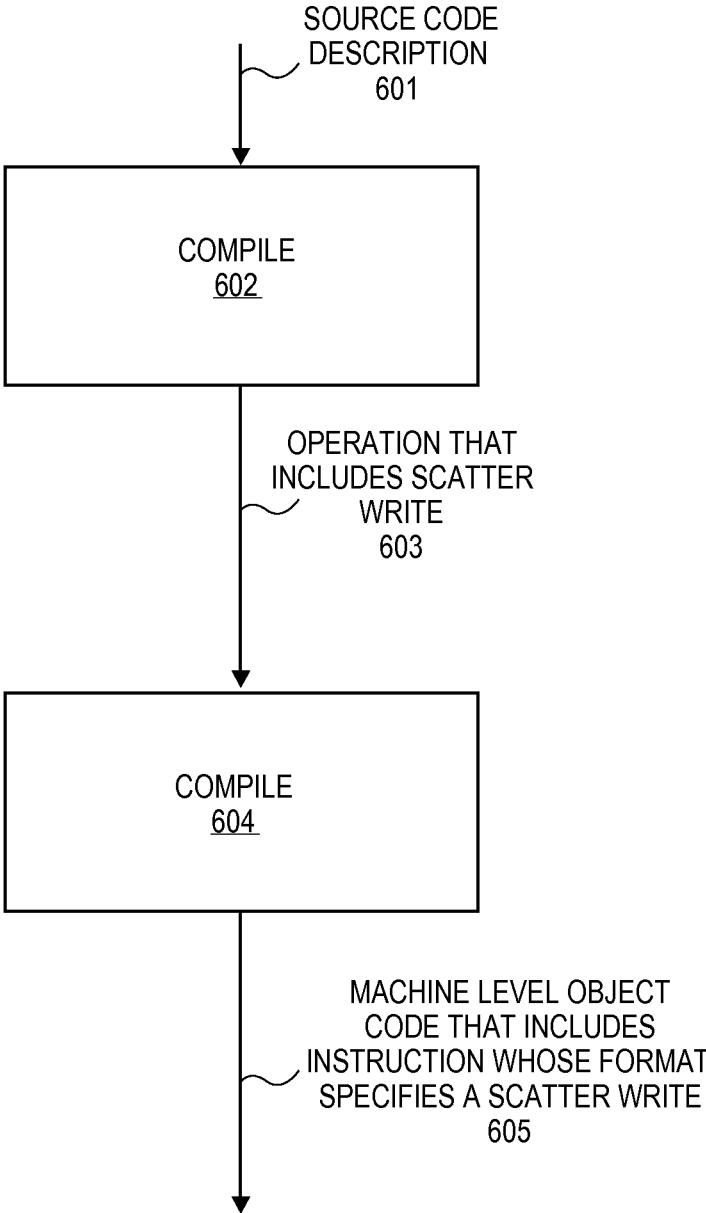 SOURCE CODE
DESCRIPTION
601
COMPILE
602
OPERATION THAT
INCLUDES SCATTER
WRITE
603
COMPILE
604
MACHINE LEVEL OBJECT
CODE THAT INCLUDES
INSTRUCTION WHOSE FORMAT
SPECIFIES A SCATTER WRITE
605